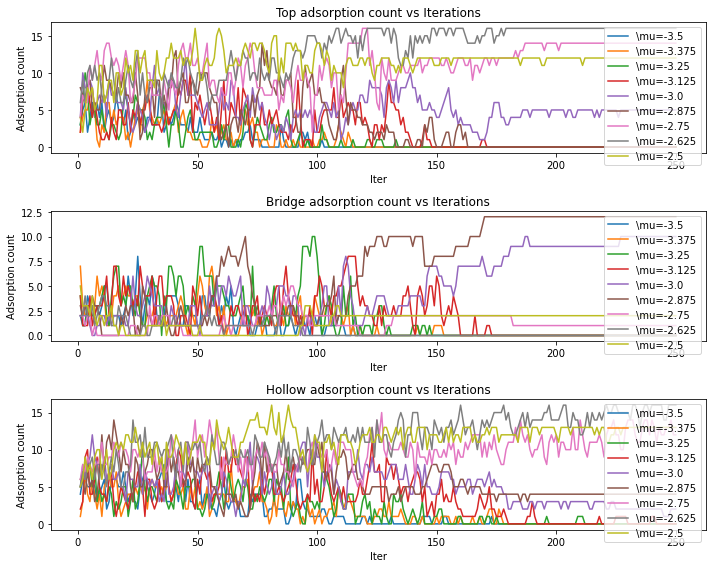 Top adsorption count vs Iterations
Adsorption count
15
10
5
0
0
50
100
150
200
250
Iter
\mu=-3.5
\mu=-3.375
\mu=-3.25
\mu=-3.125
\mu=-3.0
\mu=-2.875
\mu=-2.75
\mu=-2.625
\mu=-2.5
Bridge adsorption count vs Iterations
Adsorption count
12.5
10.0
7.5
5.0
2.5
0.0
0
50
100
150
200
250
Iter
\mu=-3.5
\mu=-3.375
\mu=-3.25
\mu=-3.125
\mu=-3.0
\mu=-2.875
\mu=-2.75
\mu=-2.625
\mu=-2.5
Hollow adsorption count vs Iterations
Adsorption count
15
10
5
0
0
50
100
150
200
250
Iter
\mu=-3.5
\mu=-3.375
\mu=-3.25
\mu=-3.125
\mu=-3.0
\mu=-2.875
\mu=-2.75
\mu=-2.625
\mu=-2.5